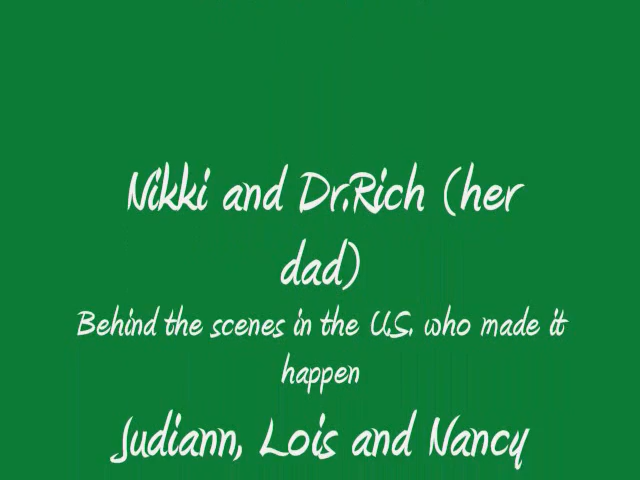 Nikki and Dr.Rich (her
dad)
Behind the scenes in the U.S. who made it
happen
Judiann, Lois and Nancy